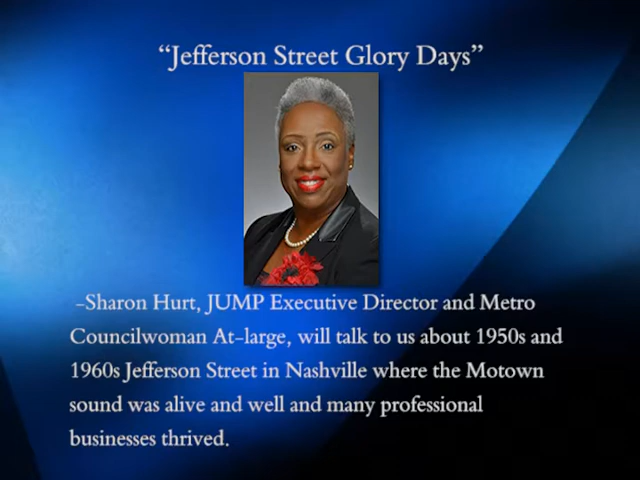 “Jefferson Street Glory Days”
-Sharon Hurt, JUMP Executive Director and Metro
Councilwoman At-large, will talk to us about 1950s and
1960s Jefferson Street in Nashville where the Motown
sound was alive and well and many professional
businesses thrived.